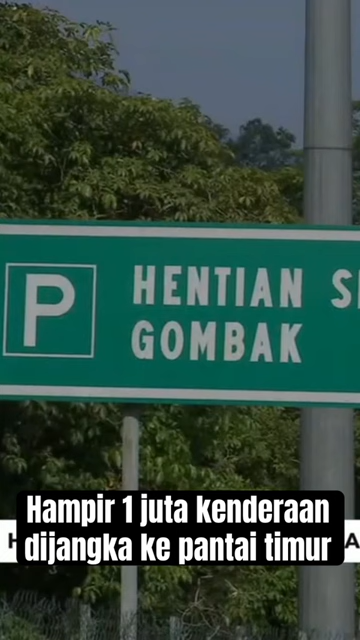 P
HENTIAN
GOMBAK
Hampir 1 juta kenderaan
dijangka ke pantai timur